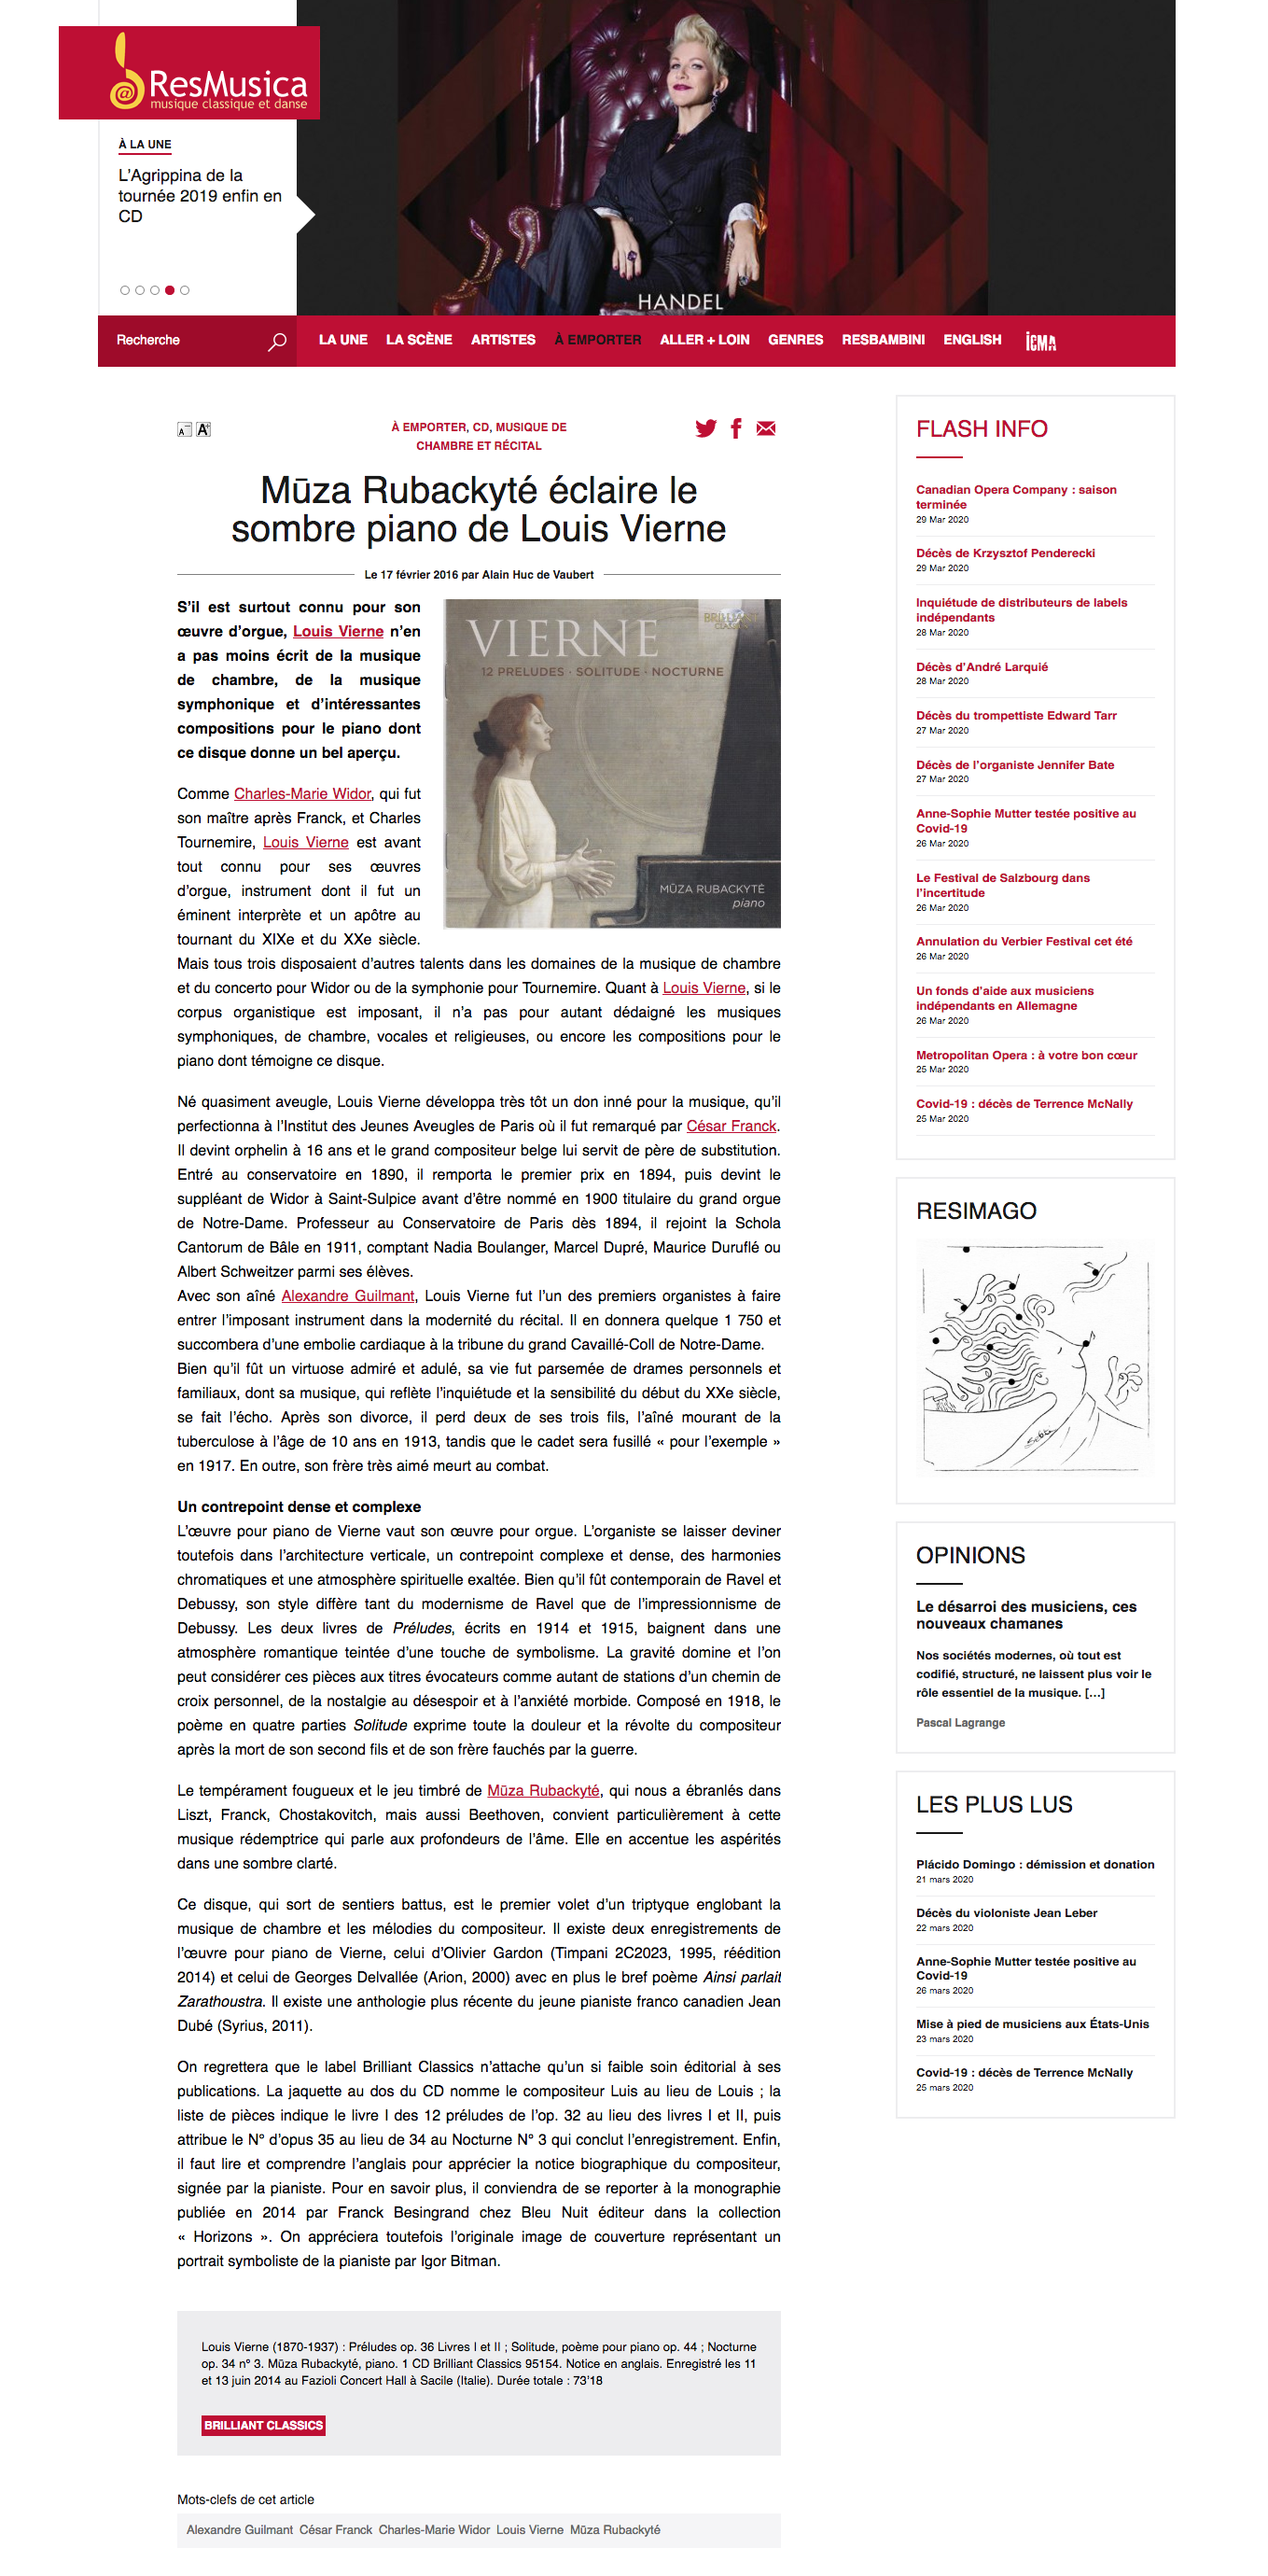 ResMusica
musique classique et danse
À LA UNE
L’Agrippina de la
tournée 2019 enfin en
CD
HANDEL
Recherche
LA UNE LA SCÈNE ARTISTES À EMPORTER ALLER + LOIN GENRES RESBAMBINI ENGLISH iCMA
A- A+
À EMPORTER, CD, MUSIQUE DE
CHAMBRE ET RÉCITAL
Mūza Rubackyté éclaire le
sombre piano de Louis Vierne
Le 17 février 2016 par Alain Huc de Vaubert
S’il est surtout connu pour son
œuvre d’orgue, Louis Vierne n’en
a pas moins écrit de la musique
de chambre, de la musique
symphonique et d’intéressantes
compositions pour le piano dont
ce disque donne un bel aperçu.
BRILLIANT
CLASSICS
VIERNE
12 PRELUDES · SOLITUDE · NOCTURNE
MŪZA RUBACKYTĖ
piano
Comme Charles-Marie Widor, qui fut
son maître après Franck, et Charles
Tournemire, Louis Vierne est avant
tout connu pour ses œuvres
d’orgue, instrument dont il fut un
éminent interprète et un apôtre au
tournant du XIXe et du XXe siècle.
Mais tous trois disposaient d’autres talents dans les domaines de la musique de chambre
et du concerto pour Widor ou de la symphonie pour Tournemire. Quant à Louis Vierne, si le
corpus organistique est imposant, il n’a pas pour autant dédaigné les musiques
symphoniques, de chambre, vocales et religieuses, ou encore les compositions pour le
piano dont témoigne ce disque.
Né quasiment aveugle, Louis Vierne développa très tôt un don inné pour la musique, qu’il
perfectionna à l’Institut des Jeunes Aveugles de Paris où il fut remarqué par César Franck.
Il devint orphelin à 16 ans et le grand compositeur belge lui servit de père de substitution.
Entré au conservatoire en 1890, il remporta le premier prix en 1894, puis devint le
suppléant de Widor à Saint-Sulpice avant d’être nommé en 1900 titulaire du grand orgue
de Notre-Dame. Professeur au Conservatoire de Paris dès 1894, il rejoint la Schola
Cantorum de Bâle en 1911, comptant Nadia Boulanger, Marcel Dupré, Maurice Duruflé ou
Albert Schweitzer parmi ses élèves.
Avec son aîné Alexandre Guilmant, Louis Vierne fut l’un des premiers organistes à faire
entrer l’imposant instrument dans la modernité du récital. Il en donnera quelque 1 750 et
succombera d’une embolie cardiaque à la tribune du grand Cavaillé-Coll de Notre-Dame.
Bien qu’il fût un virtuose admiré et adulé, sa vie fut parsemée de drames personnels et
familiaux, dont sa musique, qui reflète l’inquiétude et la sensibilité du début du XXe siècle,
se fait l’écho. Après son divorce, il perd deux de ses trois fils, l’aîné mourant de la
tuberculose à l’âge de 10 ans en 1913, tandis que le cadet sera fusillé « pour l’exemple »
en 1917. En outre, son frère très aimé meurt au combat.
Un contrepoint dense et complexe
L’œuvre pour piano de Vierne vaut son œuvre pour orgue. L’organiste se laisser deviner
toutefois dans l’architecture verticale, un contrepoint complexe et dense, des harmonies
chromatiques et une atmosphère spirituelle exaltée. Bien qu’il fût contemporain de Ravel et
Debussy, son style diffère tant du modernisme de Ravel que de l’impressionnisme de
Debussy. Les deux livres de Préludes, écrits en 1914 et 1915, baignent dans une
atmosphère romantique teintée d’une touche de symbolisme. La gravité domine et l’on
peut considérer ces pièces aux titres évocateurs comme autant de stations d’un chemin de
croix personnel, de la nostalgie au désespoir et à l’anxiété morbide. Composé en 1918, le
poème en quatre parties Solitude exprime toute la douleur et la révolte du compositeur
après la mort de son second fils et de son frère fauchés par la guerre.
Le tempérament fougueux et le jeu timbré de Mūza Rubackyté, qui nous a ébranlés dans
Liszt, Franck, Chostakovitch, mais aussi Beethoven, convient particulièrement à cette
musique rédemptrice qui parle aux profondeurs de l’âme. Elle en accentue les aspérités
dans une sombre clarté.
Ce disque, qui sort de sentiers battus, est le premier volet d’un triptyque englobant la
musique de chambre et les mélodies du compositeur. Il existe deux enregistrements de
l’œuvre pour piano de Vierne, celui d’Olivier Gardon (Timpani 2C2023, 1995, réédition
2014) et celui de Georges Delvallée (Arion, 2000) avec en plus le bref poème Ainsi parlait
Zarathoustra. Il existe une anthologie plus récente du jeune pianiste franco canadien Jean
Dubé (Syrius, 2011).
On regrettera que le label Brilliant Classics n’attache qu’un si faible soin éditorial à ses
publications. La jaquette au dos du CD nomme le compositeur Luis au lieu de Louis ; la
liste de pièces indique le livre I des 12 préludes de l’op. 32 au lieu des livres I et II, puis
attribue le N° d’opus 35 au lieu de 34 au Nocturne N° 3 qui conclut l’enregistrement. Enfin,
il faut lire et comprendre l’anglais pour apprécier la notice biographique du compositeur,
signée par la pianiste. Pour en savoir plus, il conviendra de se reporter à la monographie
publiée en 2014 par Franck Besingrand chez Bleu Nuit éditeur dans la collection
« Horizons ». On appréciera toutefois l’originale image de couverture représentant un
portrait symboliste de la pianiste par Igor Bitman.
Louis Vierne (1870-1937) : Préludes op. 36 Livres I et II ; Solitude, poème pour piano op. 44 ; Nocturne
op. 34 n° 3. Mūza Rubackyté, piano. 1 CD Brilliant Classics 95154. Notice en anglais. Enregistré les 11
et 13 juin 2014 au Fazioli Concert Hall à Sacile (Italie). Durée totale : 73’18
BRILLIANT CLASSICS
Mots-clefs de cet article
Alexandre Guilmant César Franck Charles-Marie Widor Louis Vierne Mūza Rubackyté
FLASH INFO
Canadian Opera Company : saison
terminée
29 Mar 2020
Décès de Krzysztof Penderecki
29 Mar 2020
Inquiétude de distributeurs de labels
indépendants
28 Mar 2020
Décès d’André Larquié
28 Mar 2020
Décès du trompettiste Edward Tarr
27 Mar 2020
Décès de l’organiste Jennifer Bate
27 Mar 2020
Anne-Sophie Mutter testée positive au
Covid-19
26 Mar 2020
Le Festival de Salzbourg dans
l’incertitude
26 Mar 2020
Annulation du Verbier Festival cet été
26 Mar 2020
Un fonds d’aide aux musiciens
indépendants en Allemagne
26 Mar 2020
Metropolitan Opera : à votre bon cœur
25 Mar 2020
Covid-19 : décès de Terrence McNally
25 Mar 2020
RESIMAGO
OPINIONS
Le désarroi des musiciens, ces
nouveaux chamanes
Nos sociétés modernes, où tout est
codifié, structuré, ne laissent plus voir le
rôle essentiel de la musique. [...]
Pascal Lagrange
LES PLUS LUS
Plácido Domingo : démission et donation
21 mars 2020
Décès du violoniste Jean Leber
22 mars 2020
Anne-Sophie Mutter testée positive au
Covid-19
26 mars 2020
Mise à pied de musiciens aux États-Unis
23 mars 2020
Covid-19 : décès de Terrence McNally
25 mars 2020